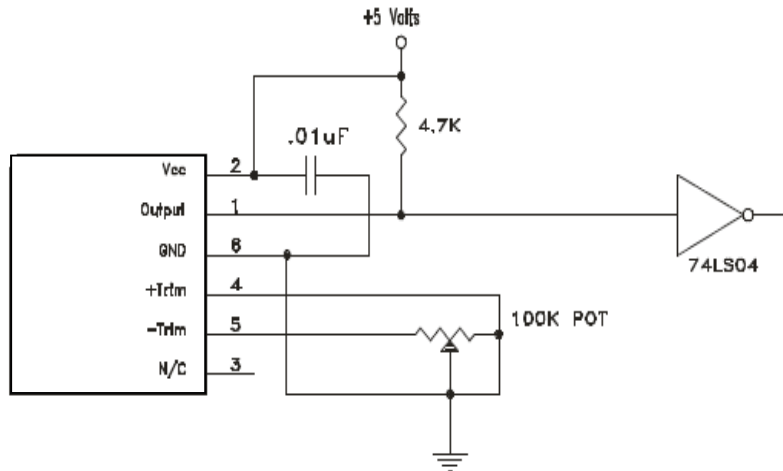 +5 Volts
4.7K
.01uF
Vcc 2
Output 1
GND 6
+Trim 4
-Trim 5
N/C 3
100K POT
74LS04